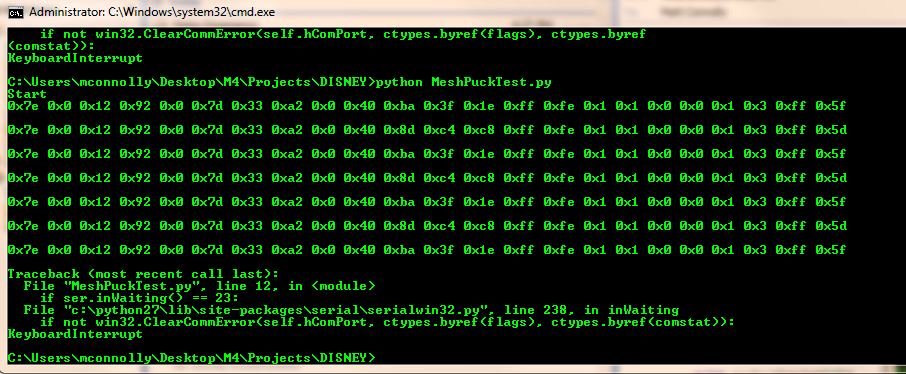 Administrator: C:\Windows\system32\cmd.exe
if not win32.ClearCommError(self.hComPort, ctypes.byref(flags), ctypes.byref
(comstat)):
KeyboardInterrupt
C:\Users\mconnolly\Desktop\M4\Projects\DISNEY>python MeshPuckTest.py
Start
0x7e 0x0 0x12 0x92 0x0 0x7d 0x33 0xa2 0x0 0x40 0xba 0x3f 0x1e 0xff 0xfe 0x1 0x1 0x0 0x0 0x1 0x3 0xff 0x5f
0x7e 0x0 0x12 0x92 0x0 0x7d 0x33 0xa2 0x0 0x40 0x8d 0xc4 0xc8 0xff 0xfe 0x1 0x1 0x0 0x0 0x1 0x3 0xff 0x5d
0x7e 0x0 0x12 0x92 0x0 0x7d 0x33 0xa2 0x0 0x40 0xba 0x3f 0x1e 0xff 0xfe 0x1 0x1 0x0 0x0 0x1 0x3 0xff 0x5f
0x7e 0x0 0x12 0x92 0x0 0x7d 0x33 0xa2 0x0 0x40 0x8d 0xc4 0xc8 0xff 0xfe 0x1 0x1 0x0 0x0 0x1 0x3 0xff 0x5d
0x7e 0x0 0x12 0x92 0x0 0x7d 0x33 0xa2 0x0 0x40 0xba 0x3f 0x1e 0xff 0xfe 0x1 0x1 0x0 0x0 0x1 0x3 0xff 0x5f
0x7e 0x0 0x12 0x92 0x0 0x7d 0x33 0xa2 0x0 0x40 0x8d 0xc4 0xc8 0xff 0xfe 0x1 0x1 0x0 0x0 0x1 0x3 0xff 0x5d
0x7e 0x0 0x12 0x92 0x0 0x7d 0x33 0xa2 0x0 0x40 0xba 0x3f 0x1e 0xff 0xfe 0x1 0x1 0x0 0x0 0x1 0x3 0xff 0x5f
Traceback (most recent call last):
File "MeshPuckTest.py", line 12, in <module>
if ser.inWaiting() == 23:
File "c:\python27\lib\site-packages\serial\serialwin32.py", line 238, in inWaiting
if not win32.ClearCommError(self.hComPort, ctypes.byref(flags), ctypes.byref(comstat)):
KeyboardInterrupt
C:\Users\mconnolly\Desktop\M4\Projects\DISNEY>